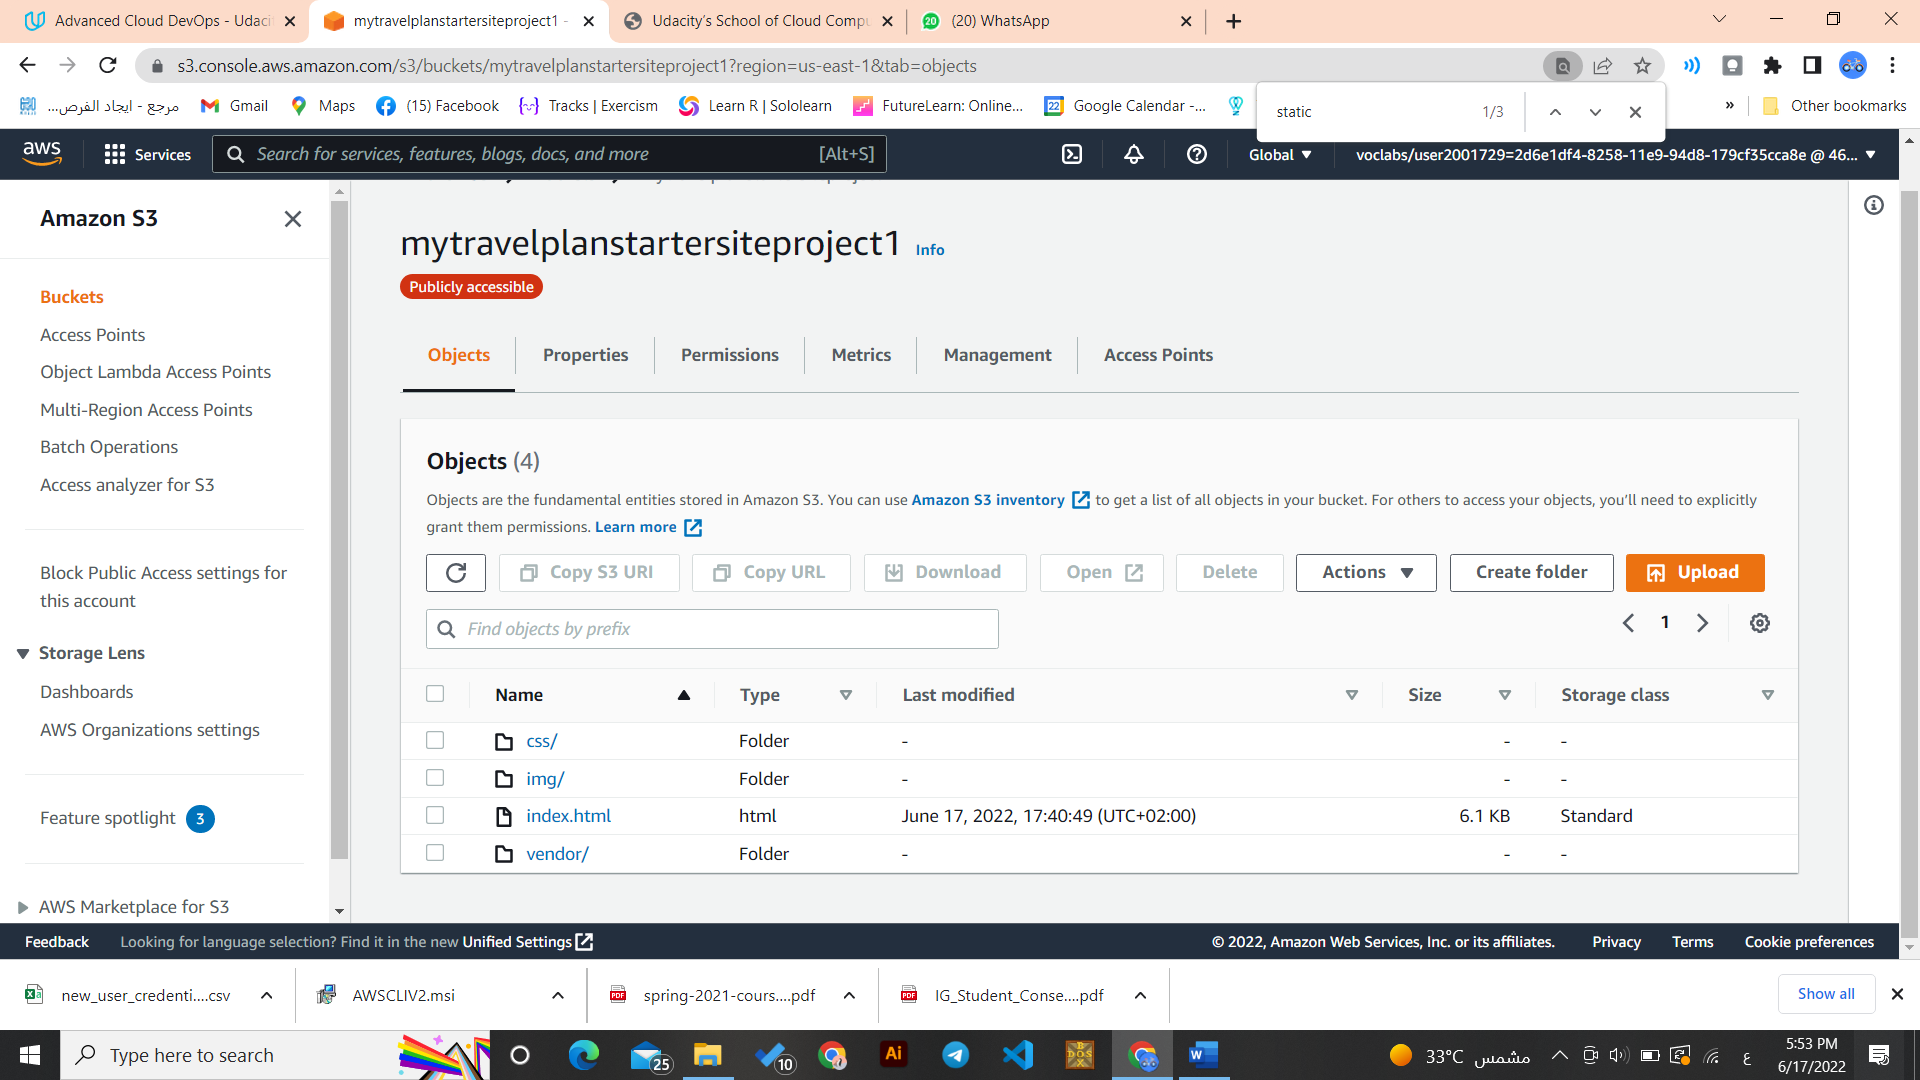 Advanced Cloud DevOps - Udaci
mytravelplanstartersiteproject1 -
Udacity's School of Cloud Compu
20
(20) WhatsApp
s3.console.aws.amazon.com/s3/buckets/mytravelplanstartersiteproject1?region=us-east-1&tab=objects
مرجع - ايجاد الفرص...
Gmail
Maps
(15) Facebook
Tracks | Exercism
Learn R | Sololearn
FutureLearn: Online...
22
Google Calendar -...
»
Other bookmarks
static
1/3
aws
Services
Search for services, features, blogs, docs, and more
[Alt+S]
Global
voclabs/user2001729=2d6e1df4-8258-11e9-94d8-179cf35cca8e @ 46...
Amazon S3
Buckets
Access Points
Object Lambda Access Points
Multi-Region Access Points
Batch Operations
Access analyzer for S3
Block Public Access settings for
this account
Storage Lens
Dashboards
AWS Organizations settings
Feature spotlight 3
AWS Marketplace for S3
mytravelplanstartersiteproject1 Info
Publicly accessible
Objects
Properties
Permissions
Metrics
Management
Access Points
Objects (4)
Objects are the fundamental entities stored in Amazon S3. You can use Amazon S3 inventory to get a list of all objects in your bucket. For others to access your objects, you'll need to explicitly
grant them permissions. Learn more
Copy S3 URI
Copy URL
Download
Open
Delete
Actions
Create folder
Upload
Find objects by prefix
1
Name Type Last modified Size Storage class
css/ Folder - - -
img/ Folder - - -
index.html html June 17, 2022, 17:40:49 (UTC+02:00) 6.1 KB Standard
vendor/ Folder - - -
Feedback
Looking for language selection? Find it in the new Unified Settings
© 2022, Amazon Web Services, Inc. or its affiliates.
Privacy
Terms
Cookie preferences
new_user_credenti....csv
AWSCLIV2.msi
PDF
spring-2021-cours....pdf
PDF
IG_Student_Conse....pdf
Show all
Type here to search
25
10
Ai
DOS
W
33°C مشمس
ع
5:53 PM
6/17/2022